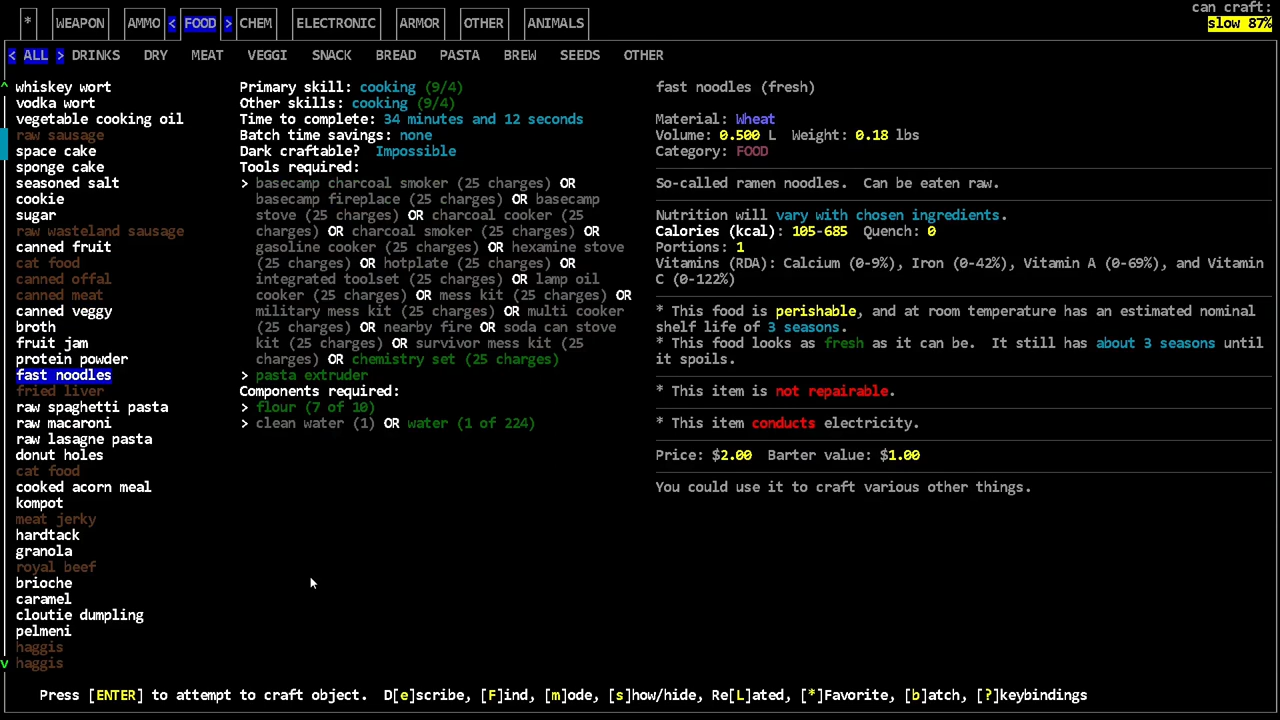 can craft:
* WEAPON AMMO < FOOD > CHEM ELECTRONIC ARMOR OTHER ANIMALS slow 87%
< ALL > DRINKS DRY MEAT VEGGI SNACK BREAD PASTA BREW SEEDS OTHER
^ whiskey wort
vodka wort
vegetable cooking oil
raw sausage
space cake
sponge cake
seasoned salt
cookie
sugar
raw wasteland sausage
canned fruit
cat food
canned offal
canned meat
canned veggy
broth
fruit jam
protein powder
fast noodles
fried liver
raw spaghetti pasta
raw macaroni
raw lasagne pasta
donut holes
cat food
cooked acorn meal
kompot
meat jerky
hardtack
granola
royal beef
brioche
caramel
cloutie dumpling
pelmeni
haggis
v haggis
Primary skill: cooking (9/4)
Other skills: cooking (9/4)
Time to complete: 34 minutes and 12 seconds
Batch time savings: none
Dark craftable? Impossible
Tools required:
> basecamp charcoal smoker (25 charges) OR
basecamp fireplace (25 charges) OR basecamp
stove (25 charges) OR charcoal cooker (25
charges) OR charcoal smoker (25 charges) OR
gasoline cooker (25 charges) OR hexamine stove
(25 charges) OR hotplate (25 charges) OR
integrated toolset (25 charges) OR lamp oil
cooker (25 charges) OR mess kit (25 charges) OR
military mess kit (25 charges) OR multi cooker
(25 charges) OR nearby fire OR soda can stove
kit (25 charges) OR survivor mess kit (25
charges) OR chemistry set (25 charges)
> pasta extruder
Components required:
> flour (7 of 10)
> clean water (1) OR water (1 of 224)
fast noodles (fresh)
Material: Wheat
Volume: 0.500 L Weight: 0.18 lbs
Category: FOOD
So-called ramen noodles. Can be eaten raw.
Nutrition will vary with chosen ingredients.
Calories (kcal): 105-685 Quench: 0
Portions: 1
Vitamins (RDA): Calcium (0-9%), Iron (0-42%), Vitamin A (0-69%), and Vitamin
C (0-122%)
* This food is perishable, and at room temperature has an estimated nominal
shelf life of 3 seasons.
* This food looks as fresh as it can be. It still has about 3 seasons until
it spoils.
* This item is not repairable.
* This item conducts electricity.
Price: $2.00 Barter value: $1.00
You could use it to craft various other things.
Press [ENTER] to attempt to craft object. D[e]scribe, [F]ind, [m]ode, [s]how/hide, Re[L]ated, [*]Favorite, [b]atch, [?]keybindings